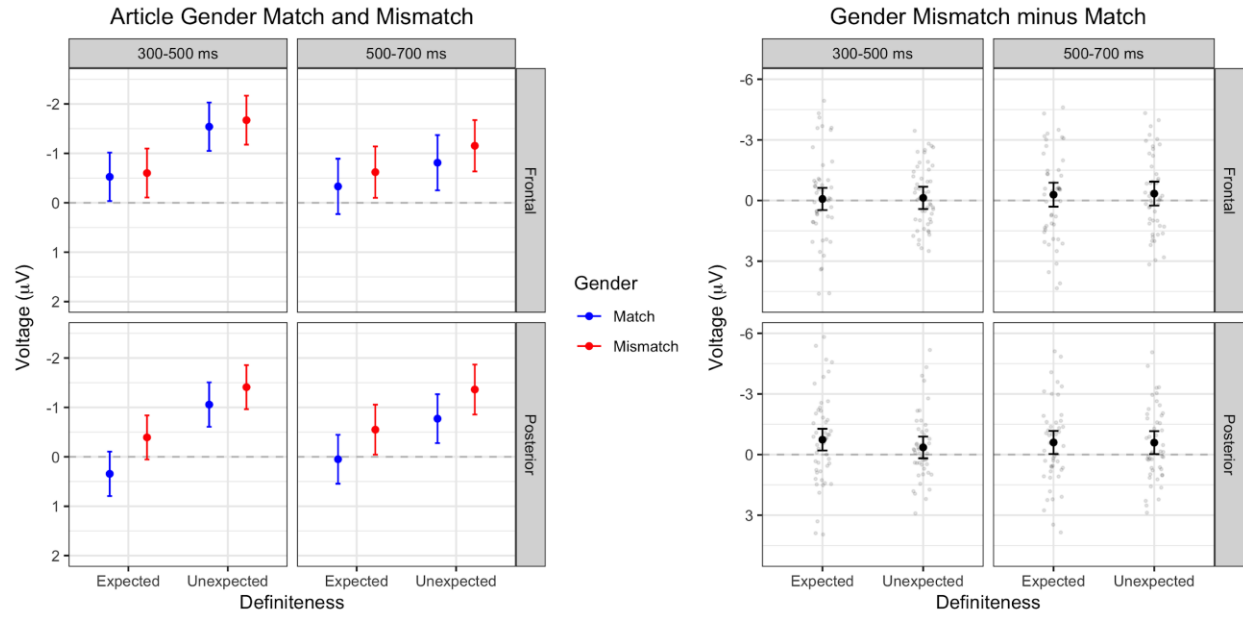 Article Gender Match and Mismatch
300-500 ms
500-700 ms
-2
-1
0
1
2
Frontal
-2
-1
0
1
2
Posterior
Voltage (µV)
Expected
Unexpected
Expected
Unexpected
Definiteness
Gender
Match
Mismatch
Gender Mismatch minus Match
300-500 ms
500-700 ms
-6
-3
0
3
Frontal
-6
-3
0
3
Posterior
Voltage (µV)
Expected
Unexpected
Expected
Unexpected
Definiteness